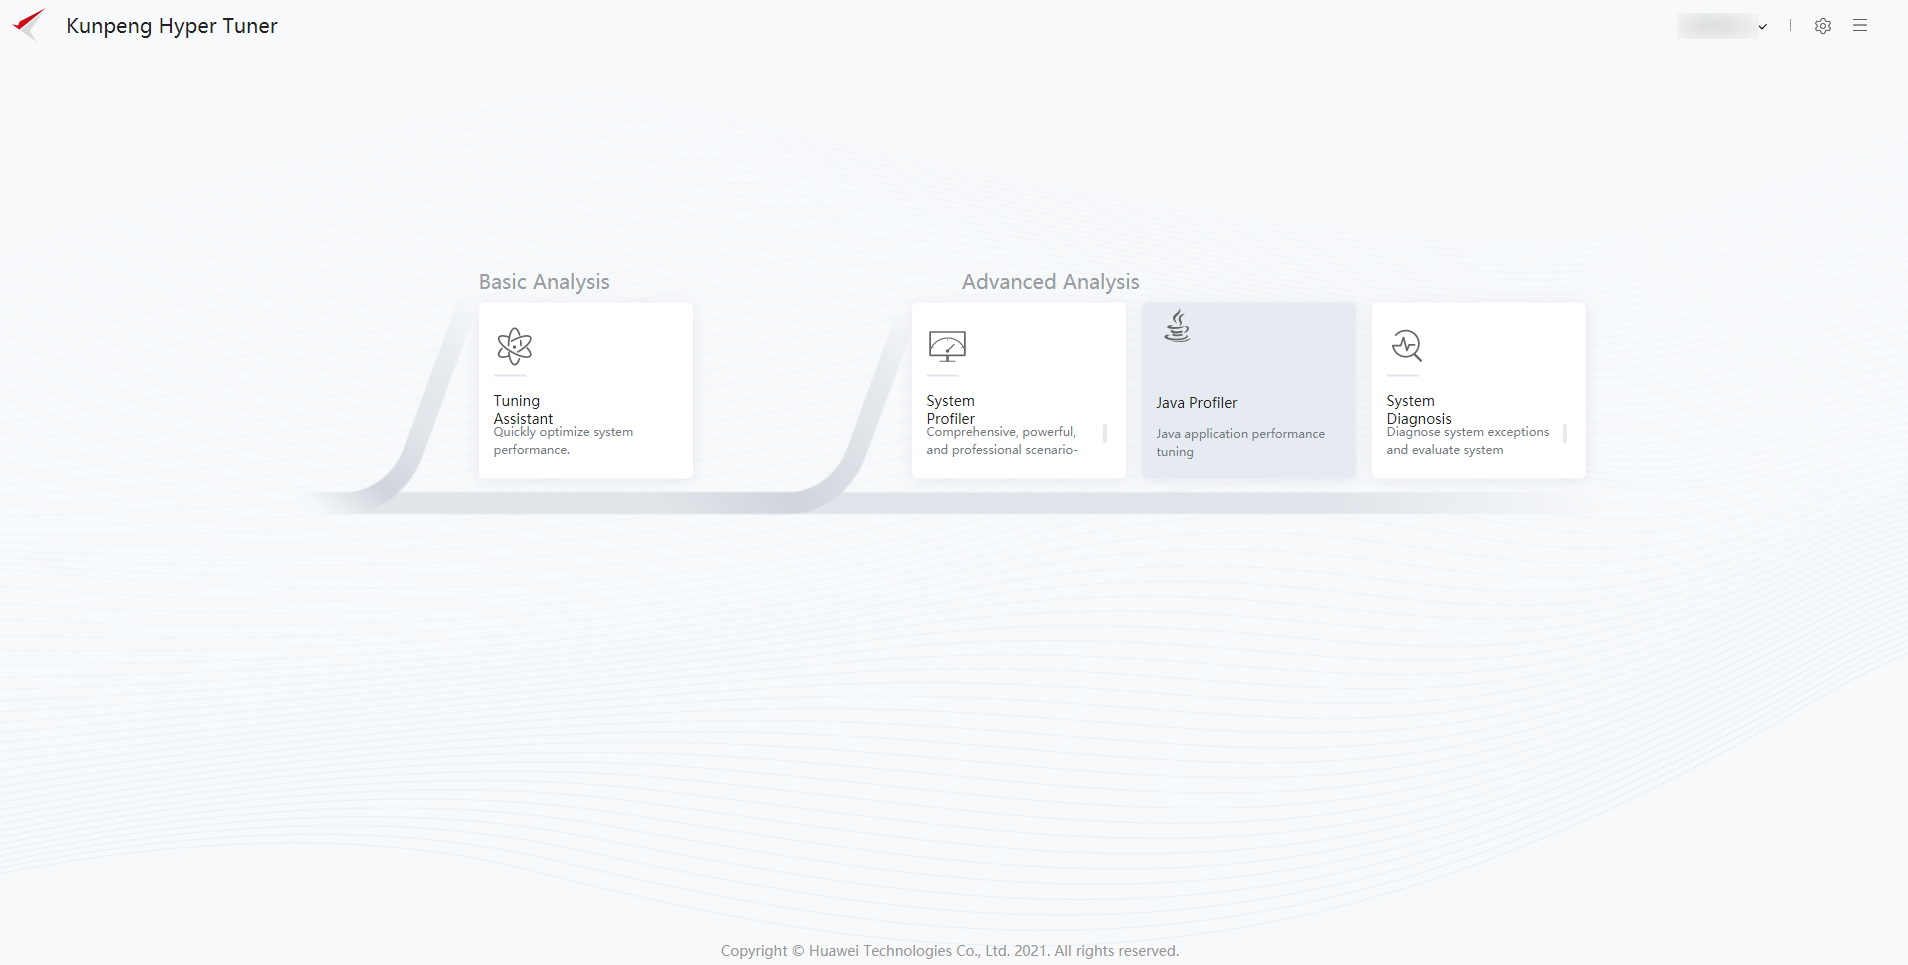 Kunpeng Hyper Tuner
Basic Analysis
Advanced Analysis
Tuning
Assistant
Quickly optimize system
performance.
System
Profiler
Comprehensive, powerful,
and professional scenario-
Java Profiler
Java application performance
tuning
System
Diagnosis
Diagnose system exceptions
and evaluate system
Copyright © Huawei Technologies Co., Ltd. 2021. All rights reserved.